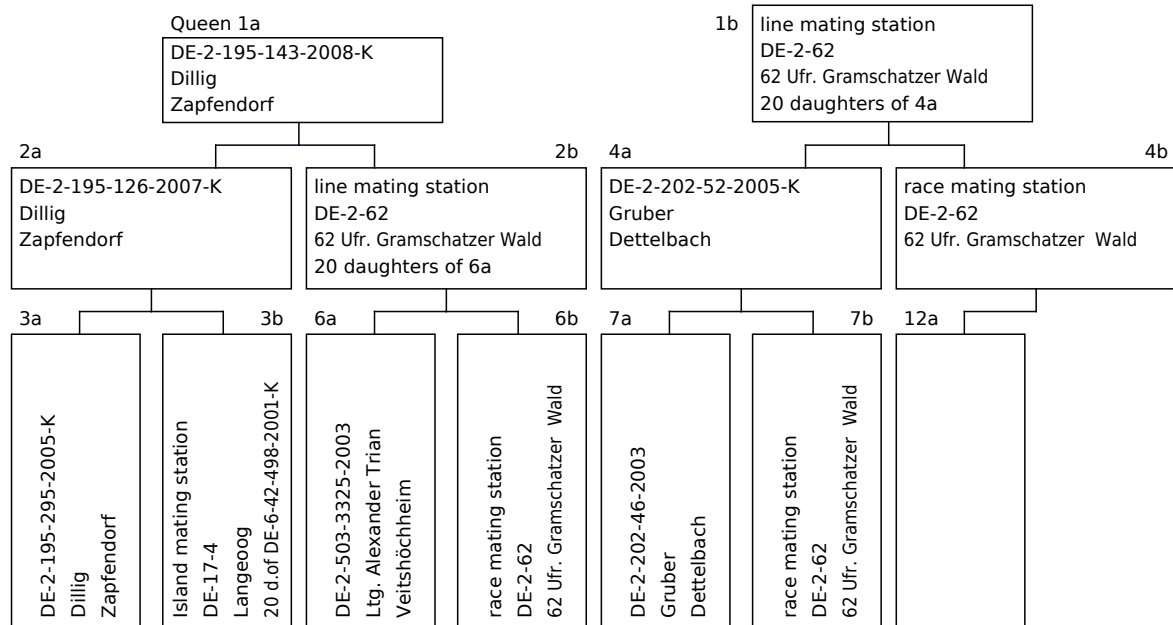 Queen 1a
DE-2-195-143-2008-K
Dillig
Zapfendorf
1b
line mating station
DE-2-62
62 Ufr. Gramschatzer Wald
20 daughters of 4a
2a
DE-2-195-126-2007-K
Dillig
Zapfendorf
2b
line mating station
DE-2-62
62 Ufr. Gramschatzer Wald
20 daughters of 6a
4a
DE-2-202-52-2005-K
Gruber
Dettelbach
4b
race mating station
DE-2-62
62 Ufr. Gramschatzer Wald
3a
DE-2-195-295-2005-K
Dillig
Zapfendorf
3b
Island mating station
DE-17-4
Langeoog
20 d.of DE-6-42-498-2001-K
6a
DE-2-503-3325-2003
Ltg. Alexander Trian
Veitshöchheim
6b
race mating station
DE-2-62
62 Ufr. Gramschatzer Wald
7a
DE-2-202-46-2003
Gruber
Dettelbach
7b
race mating station
DE-2-62
62 Ufr. Gramschatzer Wald
12a